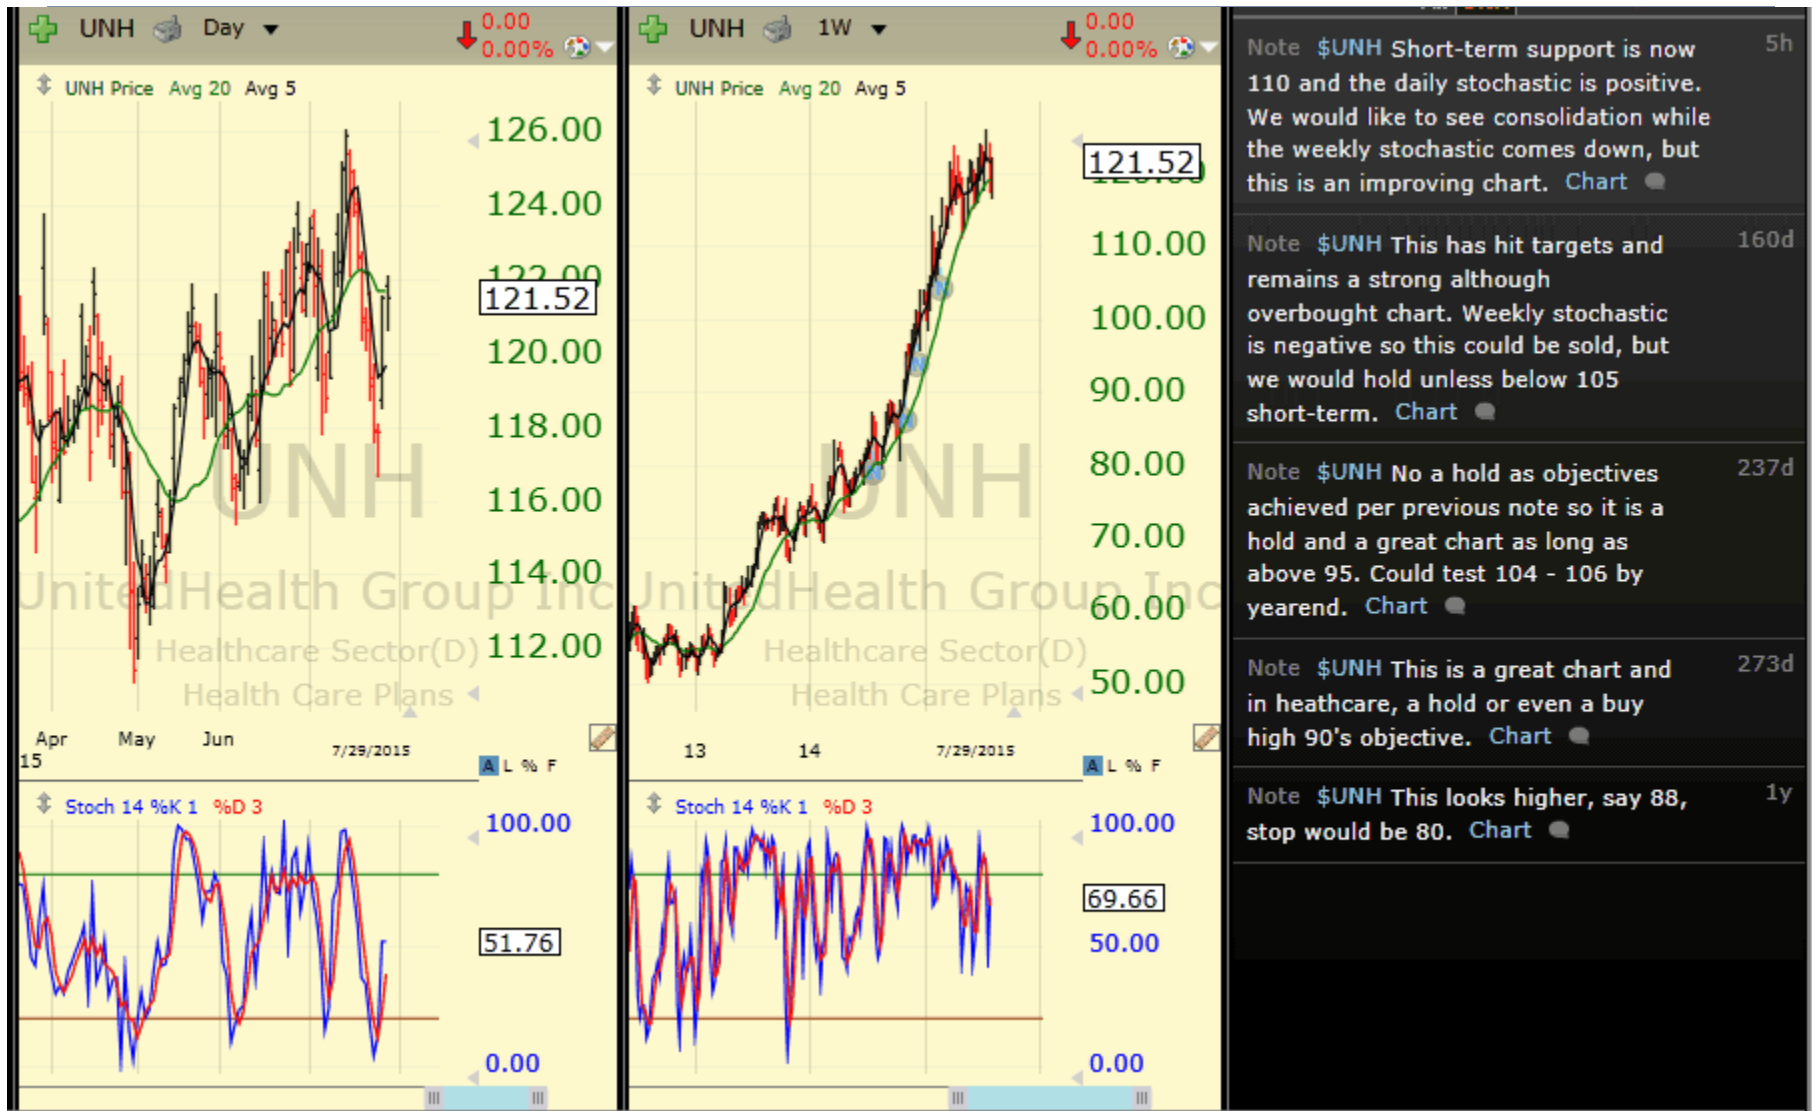 UNH Day 0.00
0.00%
UNH Price Avg 20 Avg 5
126.00
124.00
122.00
121.52
120.00
118.00
116.00
114.00
112.00
UNH
UnitedHealth Group Inc
Healthcare Sector(D)
Health Care Plans
Apr May Jun 7/29/2015
15
A L % F
Stoch 14 %K 1 %D 3
100.00
51.76
0.00
UNH 1W 0.00
0.00%
UNH Price Avg 20 Avg 5
121.52
110.00
100.00
90.00
80.00
70.00
60.00
50.00
UNH
UnitedHealth Group Inc
Healthcare Sector(D)
Health Care Plans
13 14 7/29/2015
A L % F
Stoch 14 %K 1 %D 3
100.00
69.66
50.00
0.00
Note $UNH Short-term support is now 5h
110 and the daily stochastic is positive.
We would like to see consolidation while
the weekly stochastic comes down, but
this is an improving chart. Chart
Note $UNH This has hit targets and 160d
remains a strong although
overbought chart. Weekly stochastic
is negative so this could be sold, but
we would hold unless below 105
short-term. Chart
Note $UNH No a hold as objectives 237d
achieved per previous note so it is a
hold and a great chart as long as
above 95. Could test 104 - 106 by
yearend. Chart
Note $UNH This is a great chart and 273d
in heathcare, a hold or even a buy
high 90's objective. Chart
Note $UNH This looks higher, say 88, 1y
stop would be 80. Chart